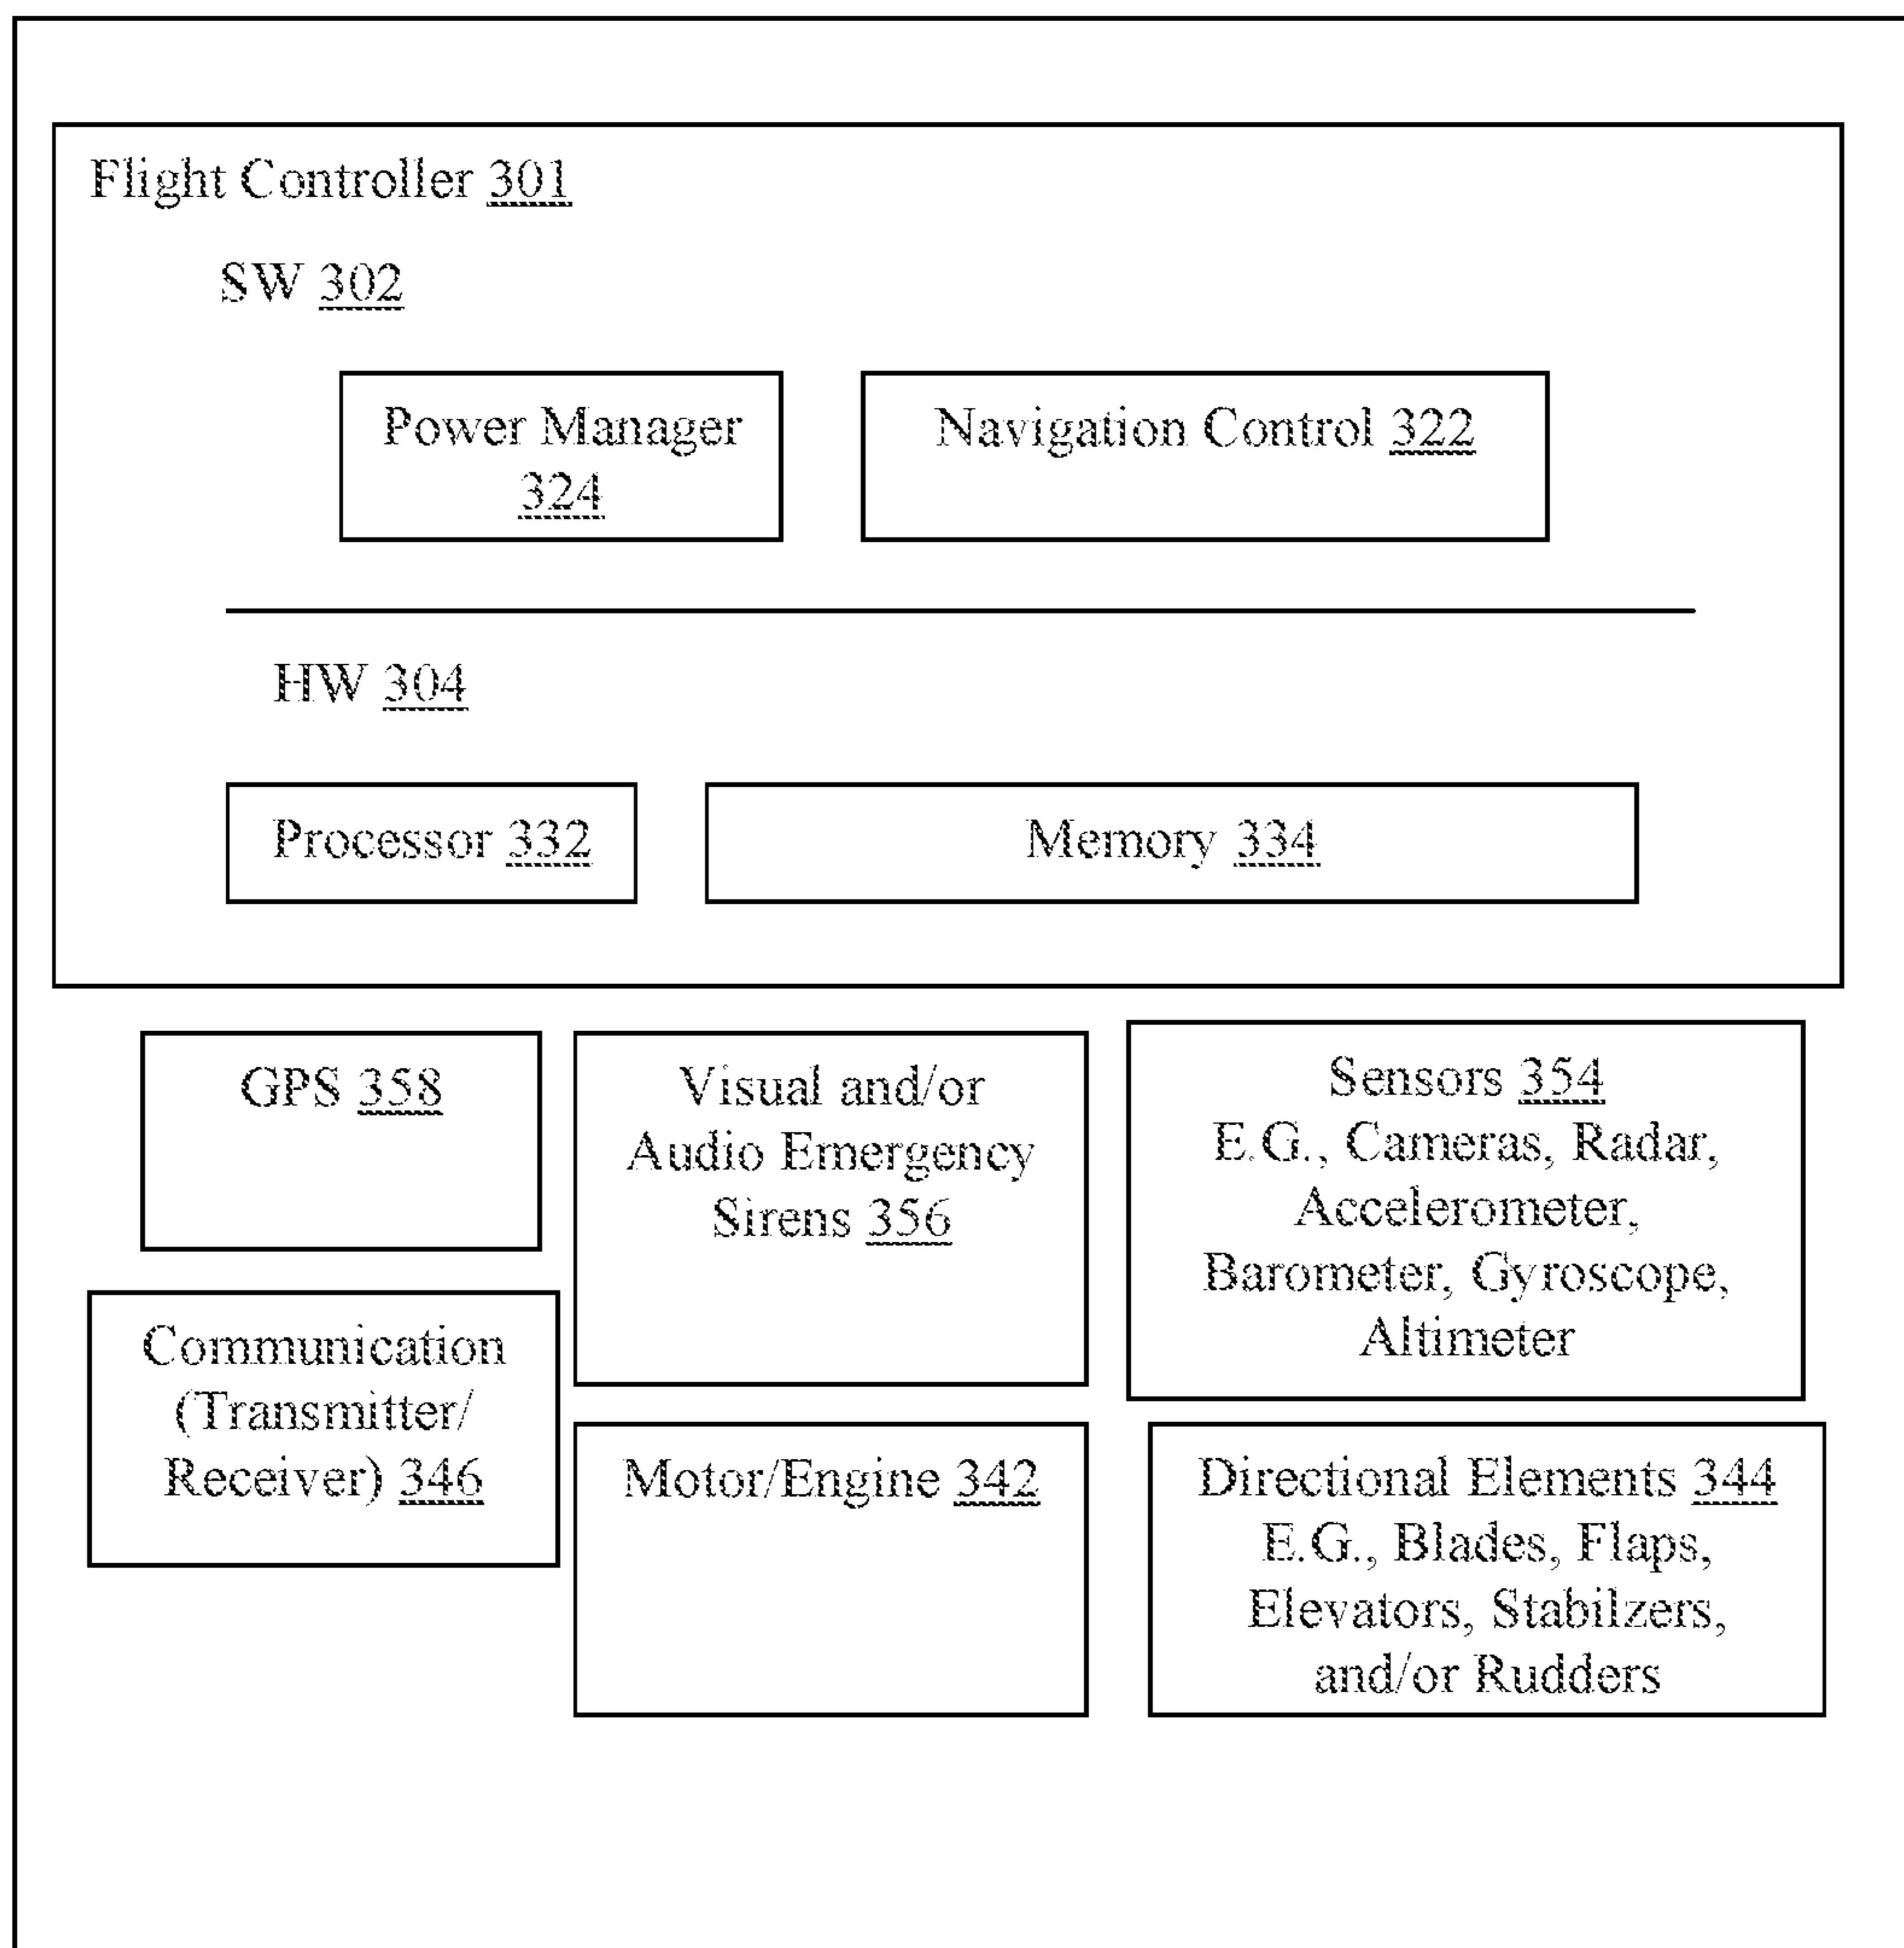 Flight Controller 301
SW 302
Power Manager
324
Navigation Control 322
HW 304
Processor 332
Memory 334
GPS 358
Visual and/or
Audio Emergency
Sirens 356
Sensors 354
E.G., Cameras, Radar,
Accelerometer,
Barometer, Gyroscope,
Altimeter
Communication
(Transmitter/
Receiver) 346
Motor/Engine 342
Directional Elements 344
E.G., Blades, Flaps,
Elevators, Stabilzers,
and/or Rudders